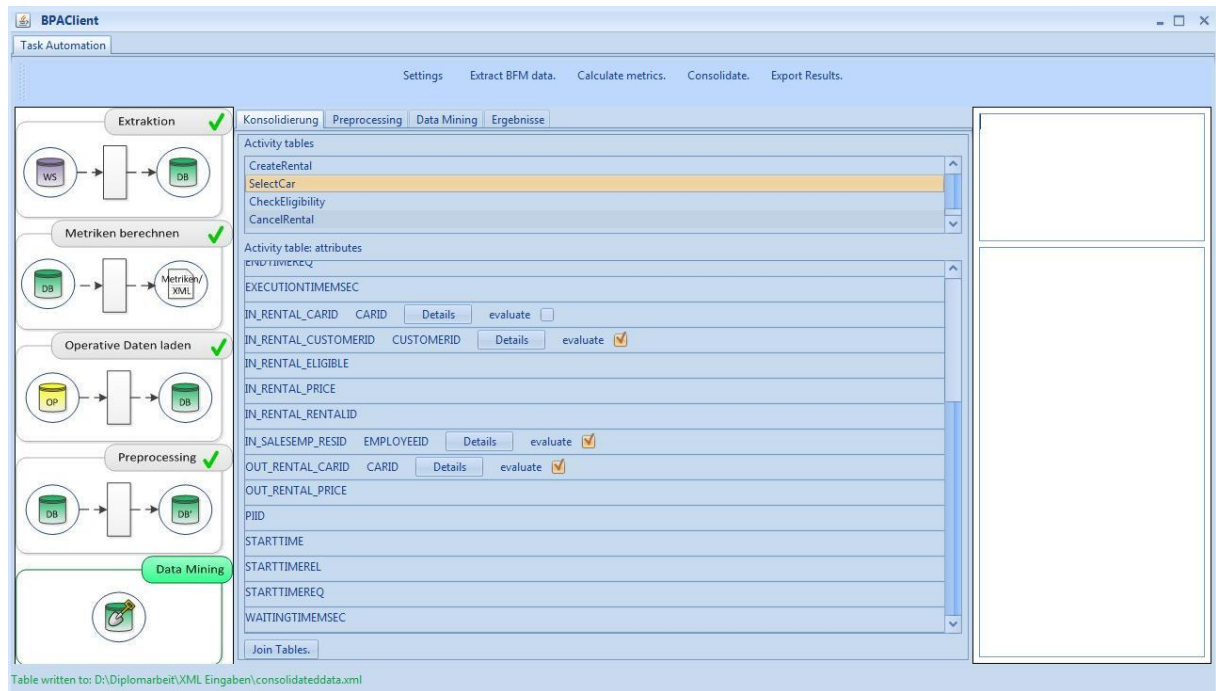 BPAClient
Task Automation
Settings Extract BFM data. Calculate metrics. Consolidate. Export Results.
Extraktion
WS
DB
Metriken berechnen
DB
Metriken/
XML
Operative Daten laden
OP
DB
Preprocessing
DB
DB'
Data Mining
Konsolidierung Preprocessing Data Mining Ergebnisse
Activity tables
CreateRental
SelectCar
CheckEligibility
CancelRental
Activity table: attributes
ENDTIMEREQ
EXECUTIONTIMEMSEC
IN_RENTAL_CARID CARID Details evaluate
IN_RENTAL_CUSTOMERID CUSTOMERID Details evaluate
IN_RENTAL_ELIGIBLE
IN_RENTAL_PRICE
IN_RENTAL_RENTALID
IN_SALESEMP_RESID EMPLOYEEID Details evaluate
OUT_RENTAL_CARID CARID Details evaluate
OUT_RENTAL_PRICE
PIID
STARTTIME
STARTTIMEREL
STARTTIMEREQ
WAITINGTIMEMSEC
Join Tables.
Table written to: D:\Diplomarbeit\XML Eingaben\consolidateddata.xml